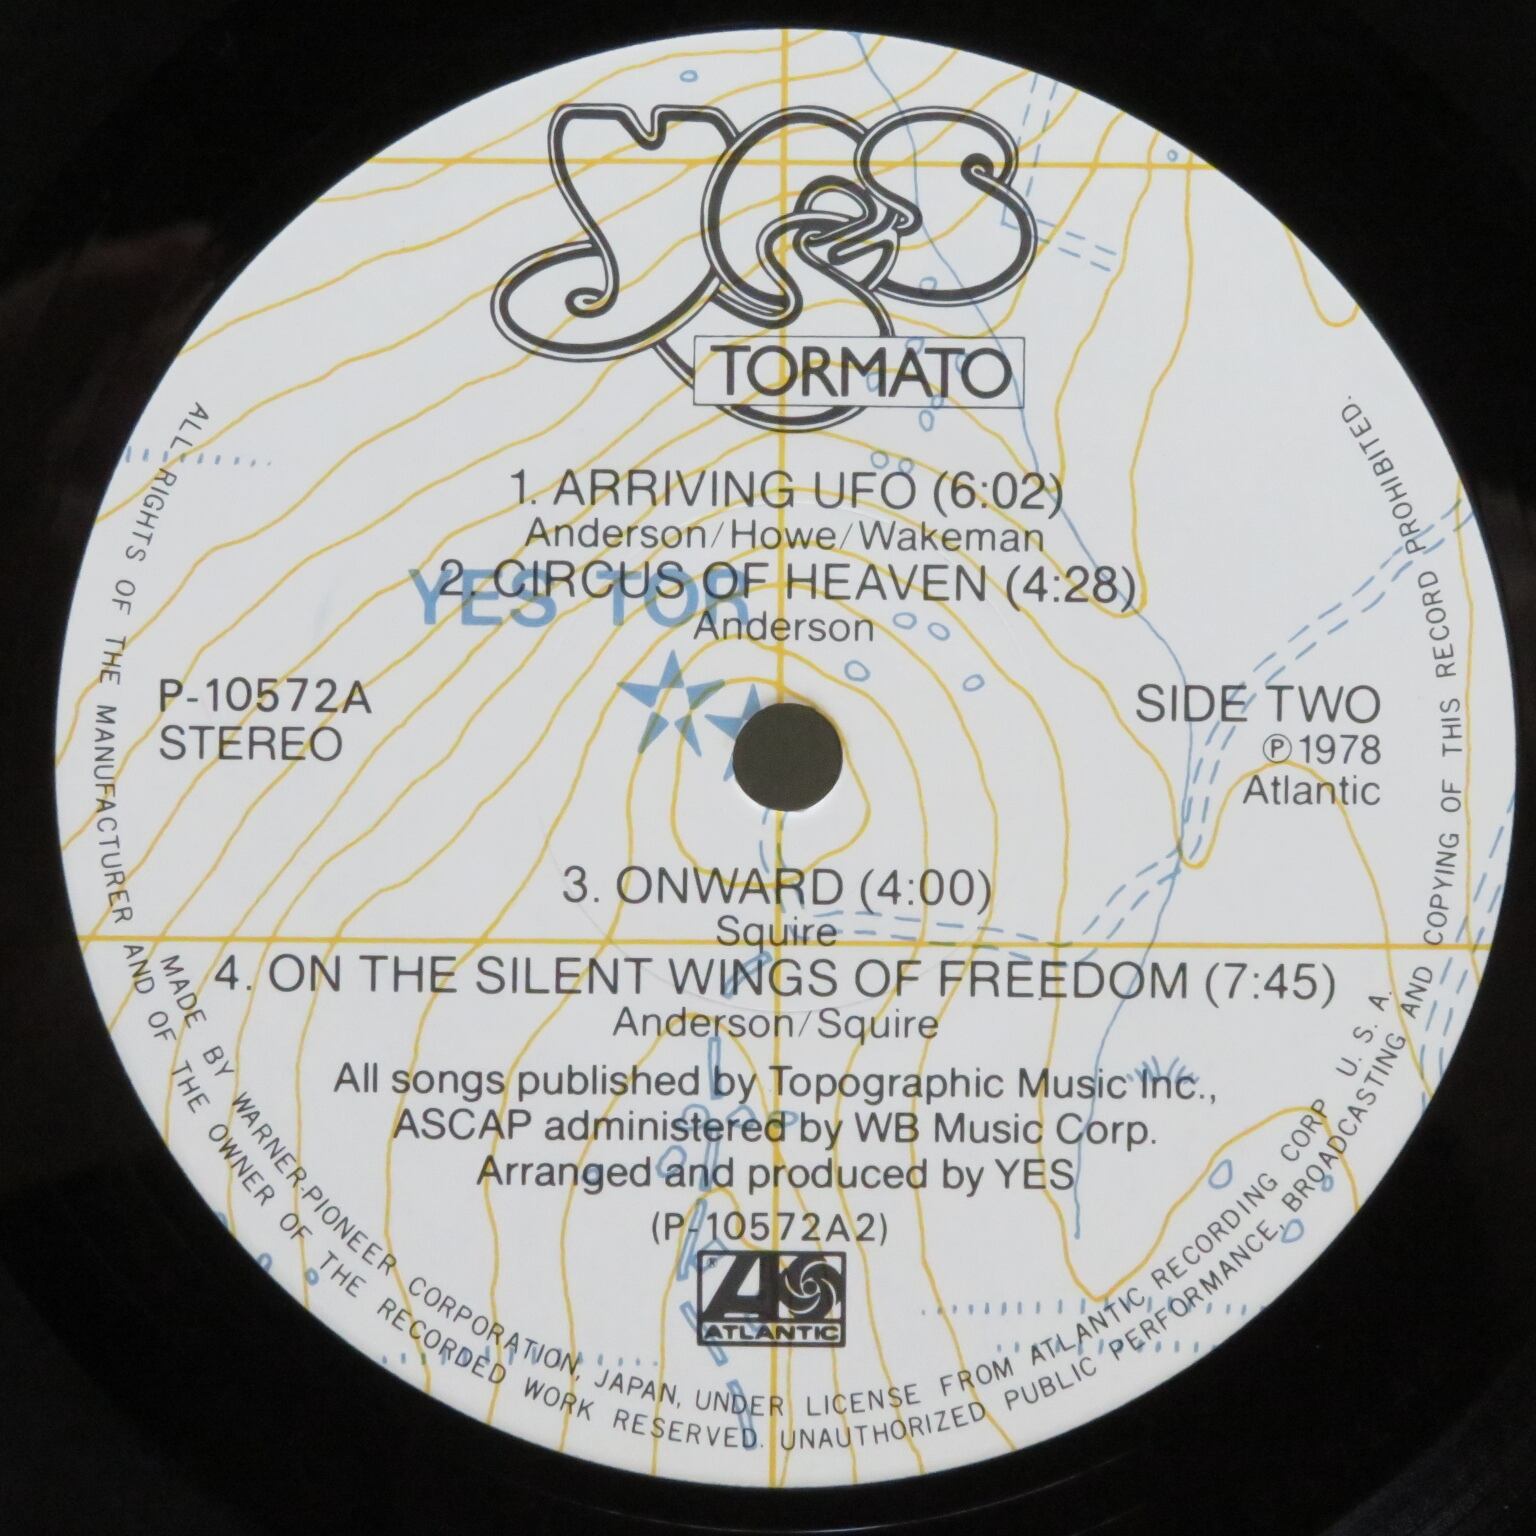 YES
TORMATO
1. ARRIVING UFO (6:02)
Anderson/Howe/Wakeman
2. CIRCUS OF HEAVEN (4:28)
Anderson
YES TOR
P-10572A
STEREO
SIDE TWO
Ⓟ1978
Atlantic
3. ONWARD (4:00)
Squire
4. ON THE SILENT WINGS OF FREEDOM (7:45)
Anderson/Squire
All songs published by Topographic Music Inc.,
ASCAP administered by WB Music Corp.
Arranged and produced by YES
(P-10572A2)
A
ATLANTIC
MADE BY WARNER-PIONEER CORPORATION, JAPAN, UNDER LICENSE FROM ATLANTIC RECORDING CORP. U. S. A.
ALL RIGHTS OF THE MANUFACTURER AND OF THE OWNER OF THE RECORDED WORK RESERVED. UNAUTHORIZED PUBLIC PERFORMANCE, BROADCASTING AND COPYING OF THIS RECORD PROHIBITED.